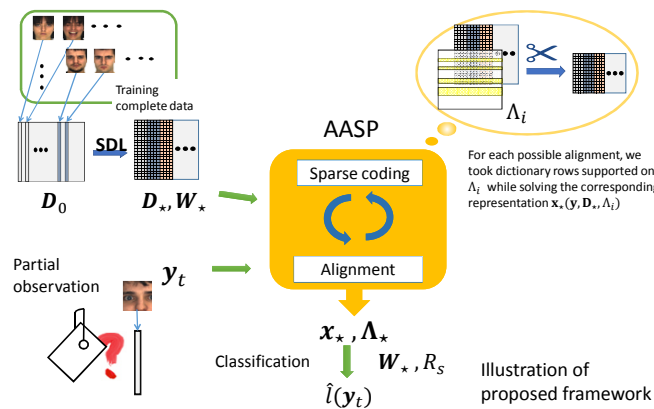 Training
complete data
Λᵢ
AASP
SDL
Sparse coding
D₀
D⋆, W⋆
For each possible alignment, we
took dictionary rows supported on
Λᵢ while solving the corresponding
representation x⋆(y, D⋆, Λᵢ)
Partial
observation
yₜ
Alignment
x⋆, Λ⋆
Classification
W⋆, Rₛ
l̂(yₜ)
Illustration of
proposed framework